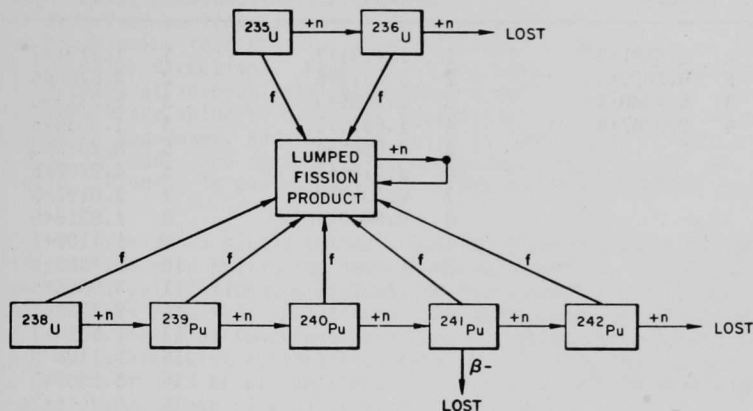 ²³⁵U +n ²³⁶U +n LOST
f f
LUMPED +n
FISSION
PRODUCT
f f f f f
²³⁸U +n ²³⁹Pu +n ²⁴⁰Pu +n ²⁴¹Pu +n ²⁴²Pu +n LOST
β-
LOST